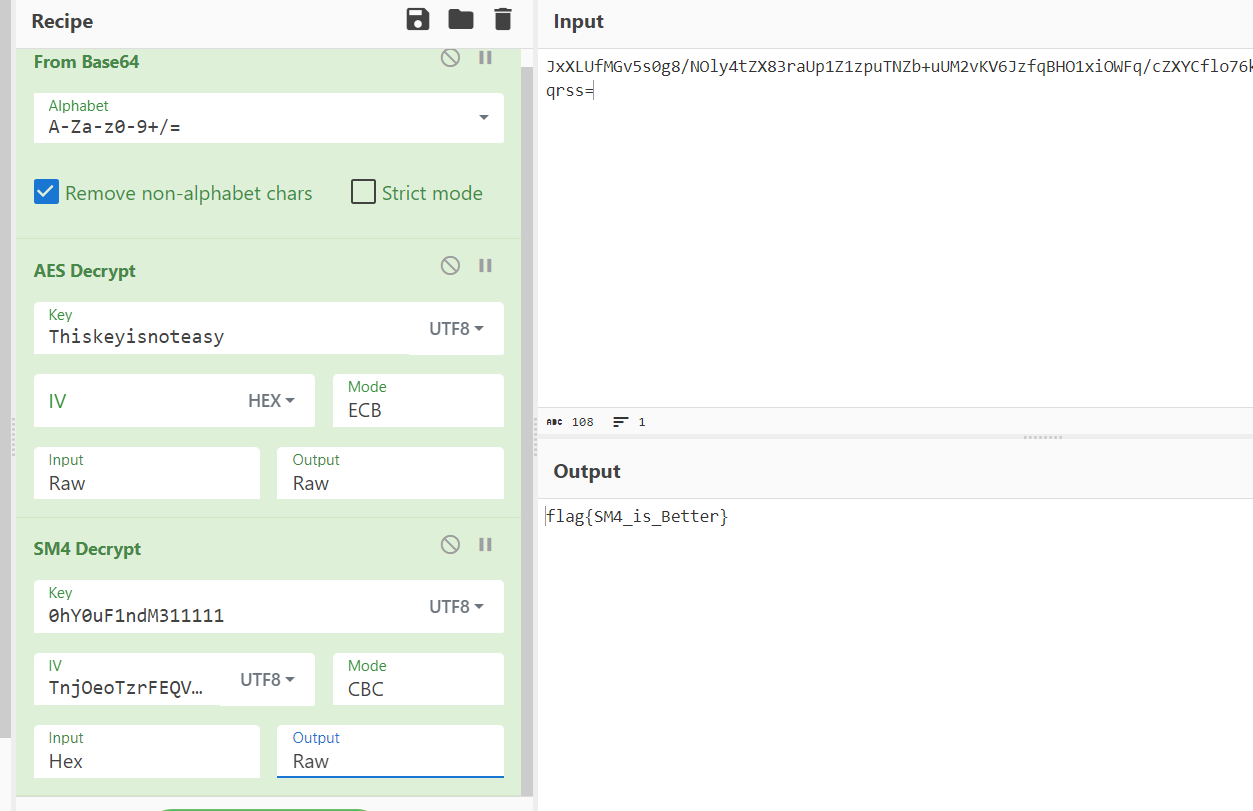 Recipe
From Base64
Alphabet
A-Za-z0-9+/=
Remove non-alphabet chars
Strict mode
AES Decrypt
Key
Thiskeyisnoteasy
UTF8
IV
HEX
Mode
ECB
Input
Raw
Output
Raw
SM4 Decrypt
Key
0hY0uF1ndM311111
UTF8
IV
TnjOeoTzrFEQV…
UTF8
Mode
CBC
Input
Hex
Output
Raw
Input
JxXLUfMGv5s0g8/NOly4tZX83raUp1Z1zpuTNZb+uUM2vKV6JzfqBHO1xiOWFq/cZXYCflo76k
qrss=
ABC 108 1
Output
flag{SM4_is_Better}